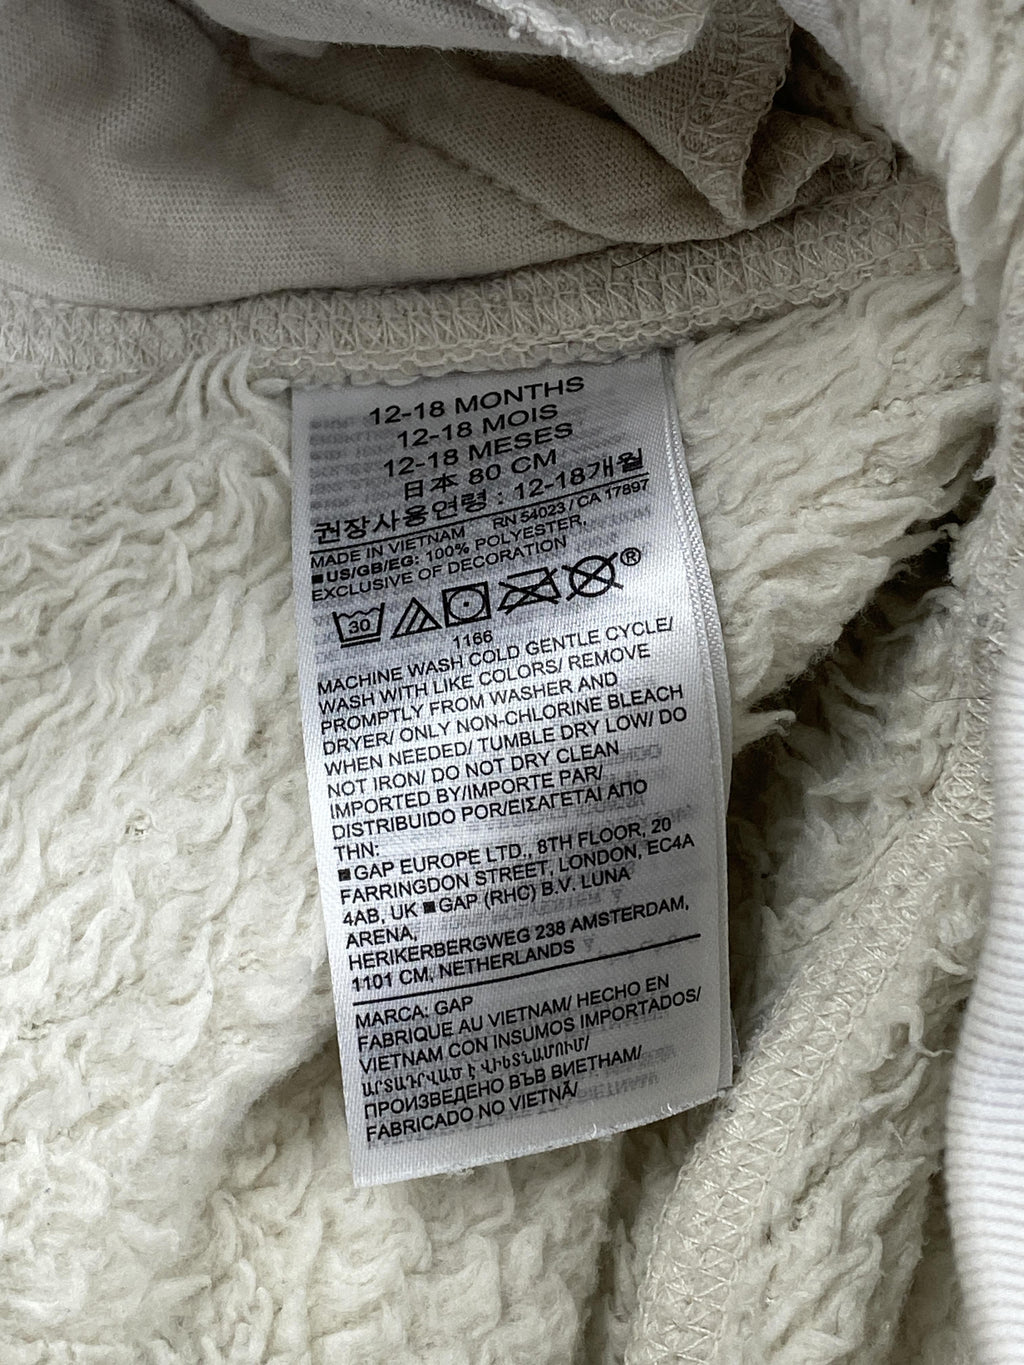 12-18 MONTHS
12-18 MOIS
12-18 MESES
日本 80 CM
권장사용연령 : 12-18개월
MADE IN VIETNAM RN 54023 / CA 17897
■US/GB/EG: 100% POLYESTER,
EXCLUSIVE OF DECORATION
30 ®
1166
MACHINE WASH COLD GENTLE CYCLE/
WASH WITH LIKE COLORS/ REMOVE
PROMPTLY FROM WASHER AND
DRYER/ ONLY NON-CHLORINE BLEACH
WHEN NEEDED/ TUMBLE DRY LOW/ DO
NOT IRON/ DO NOT DRY CLEAN
IMPORTED BY/IMPORTE PAR/
DISTRIBUIDO POR/ΕΙΣΑΓΕΤΑΙ ΑΠΟ
ΤΗΝ:
■GAP EUROPE LTD., 8TH FLOOR, 20
FARRINGDON STREET, LONDON, EC4A
4AB, UK ■GAP (RHC) B.V. LUNA
ARENA,
HERIKERBERGWEG 238 AMSTERDAM,
1101 CM, NETHERLANDS
MARCA: GAP
FABRIQUE AU VIETNAM/ HECHO EN
VIETNAM CON INSUMOS IMPORTADOS/
ԱՐՏԱԴՐՎԱԾ Է ՎԻԵՏՆԱՄՈՒՄ/
ПРОИЗВЕДЕНО ВЪВ ВИЕТНАМ/
FABRICADO NO VIETNÃ/